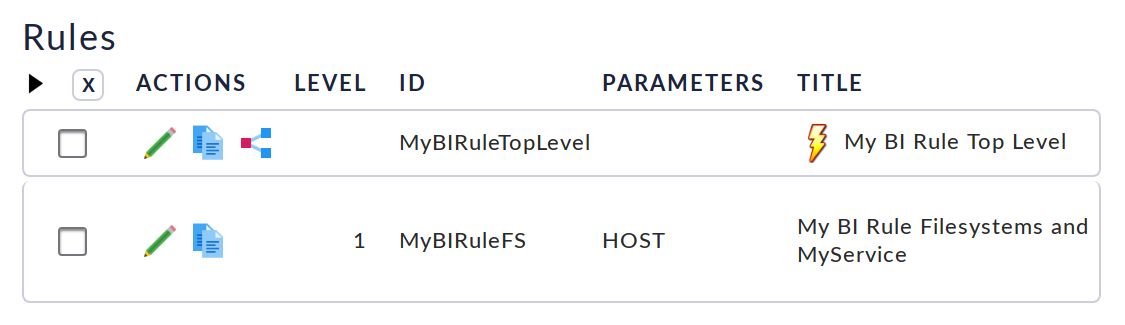 Rules
X ACTIONS LEVEL ID PARAMETERS TITLE
MyBIRuleTopLevel My BI Rule Top Level
1 MyBIRuleFS HOST My BI Rule Filesystems and
MyService